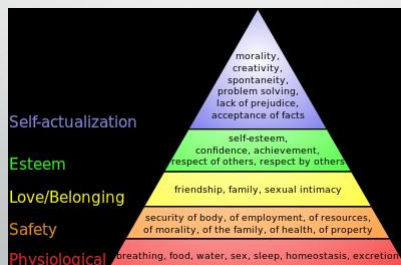 morality,
creativity,
spontaneity,
problem solving,
lack of prejudice,
acceptance of facts
Self-actualization
self-esteem,
confidence, achievement,
respect of others, respect by others
Esteem
friendship, family, sexual intimacy
Love/Belonging
security of body, of employment, of resources,
of morality, of the family, of health, of property
Safety
breathing, food, water, sex, sleep, homeostasis, excretion
Physiological